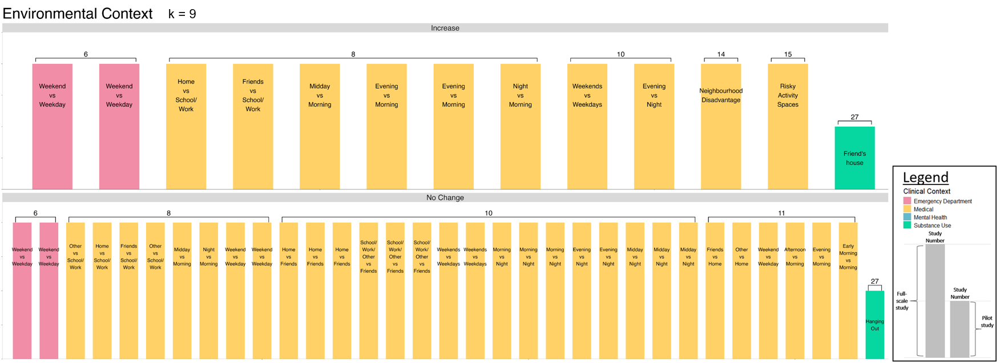 Environmental Context k = 9
Increase
6 8 10 14 15
Weekend
vs
Weekday
Weekend
vs
Weekday
Home
vs
School/
Work
Friends
vs
School/
Work
Midday
vs
Morning
Evening
vs
Morning
Evening
vs
Morning
Night
vs
Morning
Weekends
vs
Weekdays
Evening
vs
Night
Neighbourhood
Disadvantage
Risky
Activity
Spaces
27
Friend's
house
No Change
6 8 10 11
Weekend
vs
Weekday
Weekend
vs
Weekday
Other
vs
School/
Work
Home
vs
School/
Work
Friends
vs
School/
Work
Other
vs
School/
Work
Midday
vs
Morning
Night
vs
Morning
Weekend
vs
Weekday
Weekend
vs
Weekday
Home
vs
Friends
Home
vs
Friends
Home
vs
Friends
School/
Work/
Other
vs
Friends
School/
Work/
Other
vs
Friends
School/
Work/
Other
vs
Friends
Weekends
vs
Weekdays
Weekends
vs
Weekdays
Morning
vs
Night
Morning
vs
Night
Morning
vs
Night
Evening
vs
Night
Evening
vs
Night
Midday
vs
Night
Midday
vs
Night
Midday
vs
Night
Friends
vs
Home
Other
vs
Home
Weekend
vs
Weekday
Afternoon
vs
Morning
Evening
vs
Morning
Early
Morning
vs
Morning
27
Hanging
Out
Legend
Clinical Context
Emergency Department
Medical
Mental Health
Substance Use
Study
Number
Full-
scale
study
Study
Number
Pilot
study